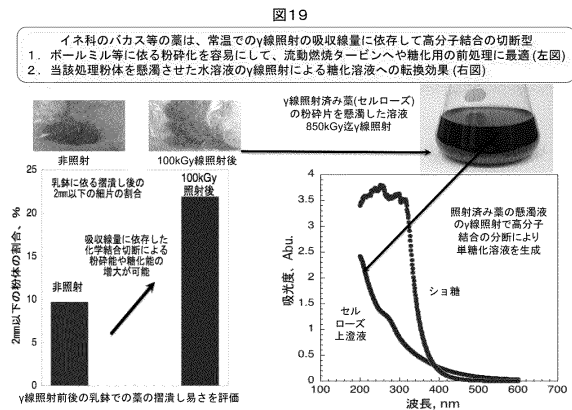 図19
イネ科のバカス等の藁は、常温でのγ線照射の吸収線量に依存して高分子結合の切断型
1．ボールミル等に依る粉砕化を容易にして、流動燃焼タービンへや糖化用の前処理に最適(左図)
2．当該処理粉体を懸濁させた水溶液のγ線照射による糖化溶液への転換効果(右図)
γ線照射済み藁(セルローズ)
の粉砕片を懸濁した溶液
850kGy迄γ線照射
非照射
100kGy線照射後
2mm以下の粉体の割合、%
25
20
15
10
5
0
乳鉢に依る擂潰し後の
2mm以下の細片の割合
100kGy
照射後
吸収線量に依存した
化学結合切断による
粉砕能や糖化能の
増大が可能
非照射
γ線照射前後の乳鉢での藁の擂潰し易さを評価
吸光度、Abu.
4
3.5
3
2.5
2
1.5
1
0.5
0
照射済み藁の懸濁液
のγ線照射で高分子
結合の分断により
単糖化溶液を生成
ショ糖
セル
ローズ
上澄液
100 200 300 400 500 600 700
波長, nm